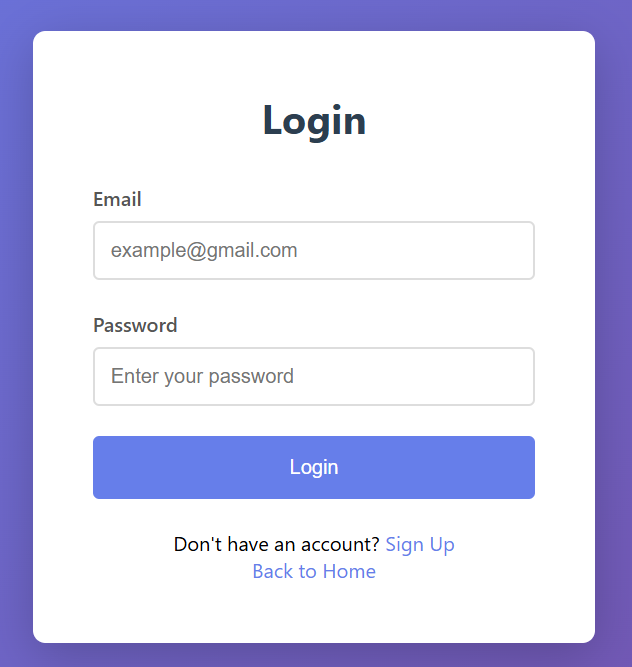 Login
Email
example@gmail.com
Password
Enter your password
Login
Don't have an account? Sign Up
Back to Home